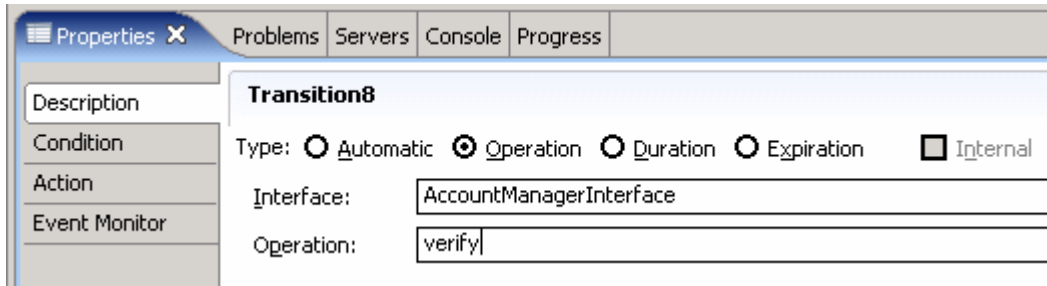 Properties Problems Servers Console Progress
Description
Condition
Action
Event Monitor
Transition8
Type: Automatic Operation Duration Expiration Internal
Interface: AccountManagerInterface
Operation: verify